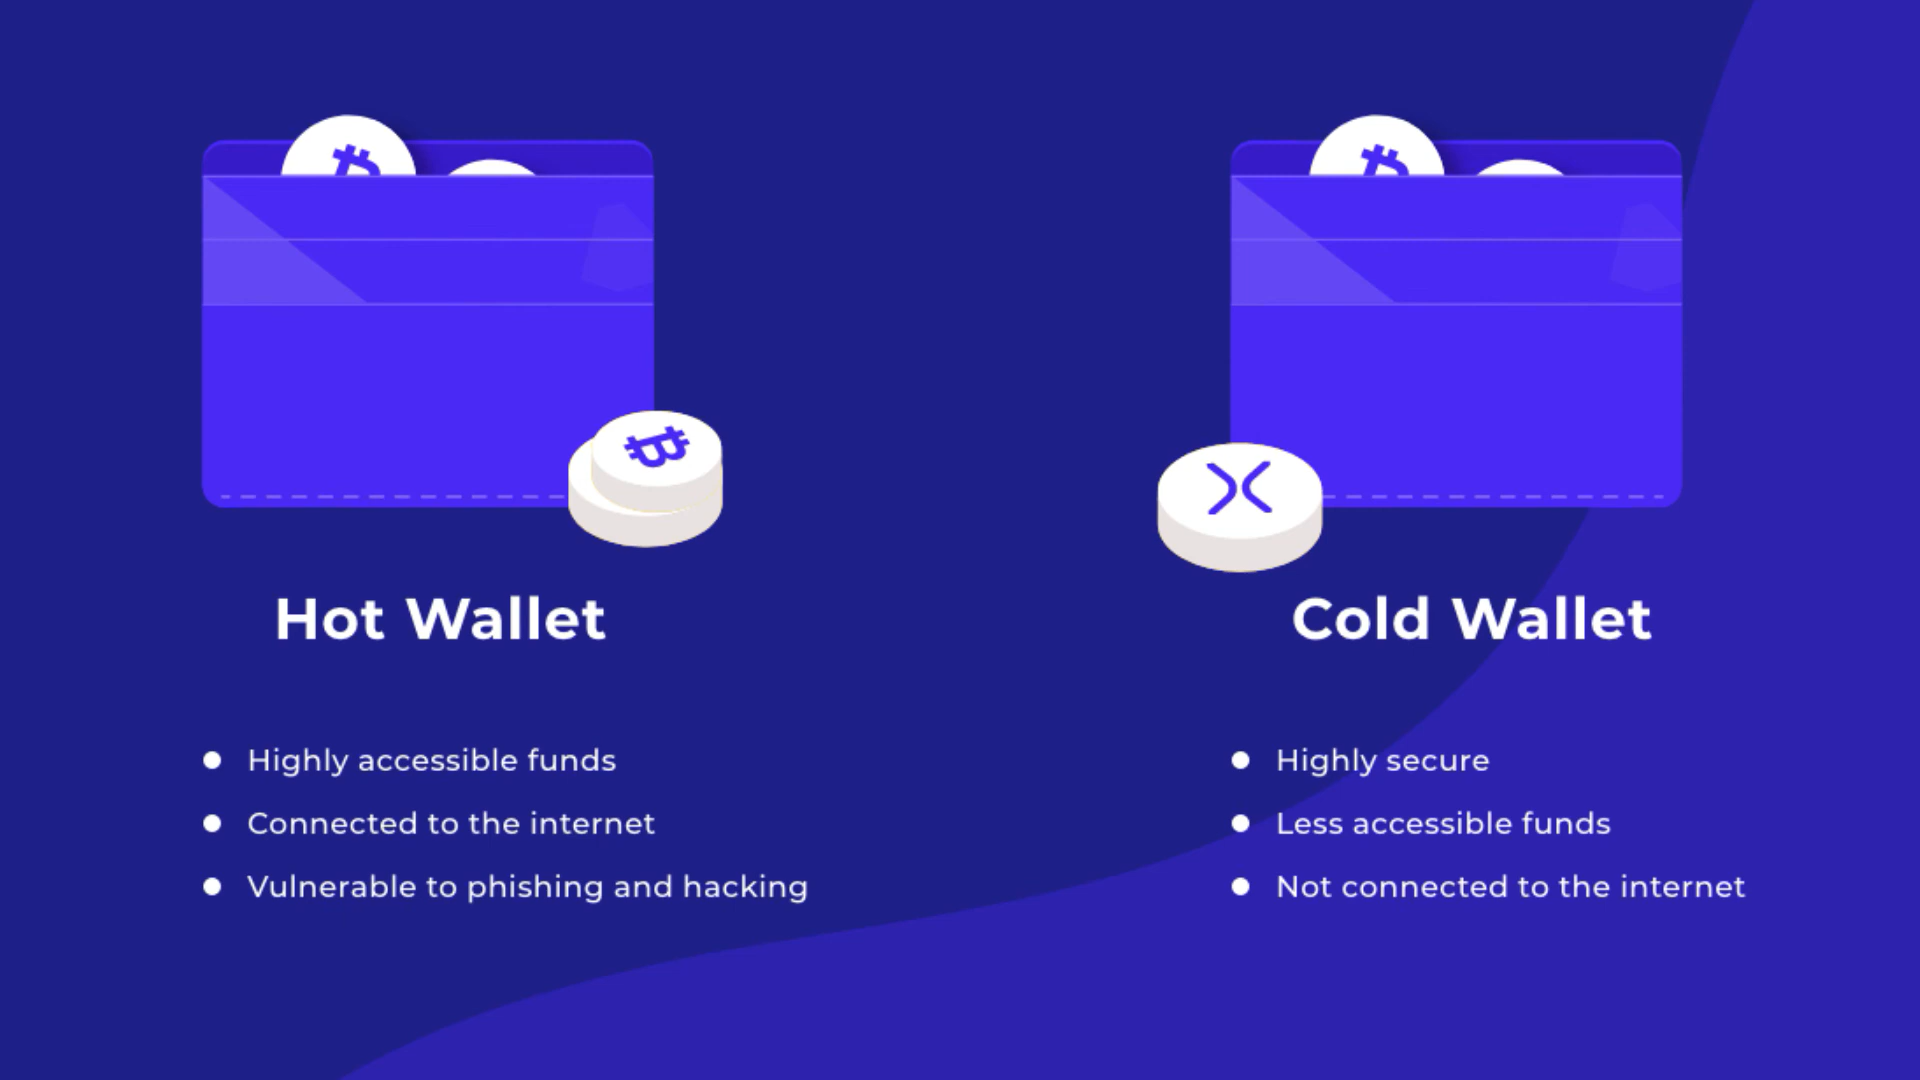 Hot Wallet
Highly accessible funds
Connected to the internet
Vulnerable to phishing and hacking
Cold Wallet
Highly secure
Less accessible funds
Not connected to the internet